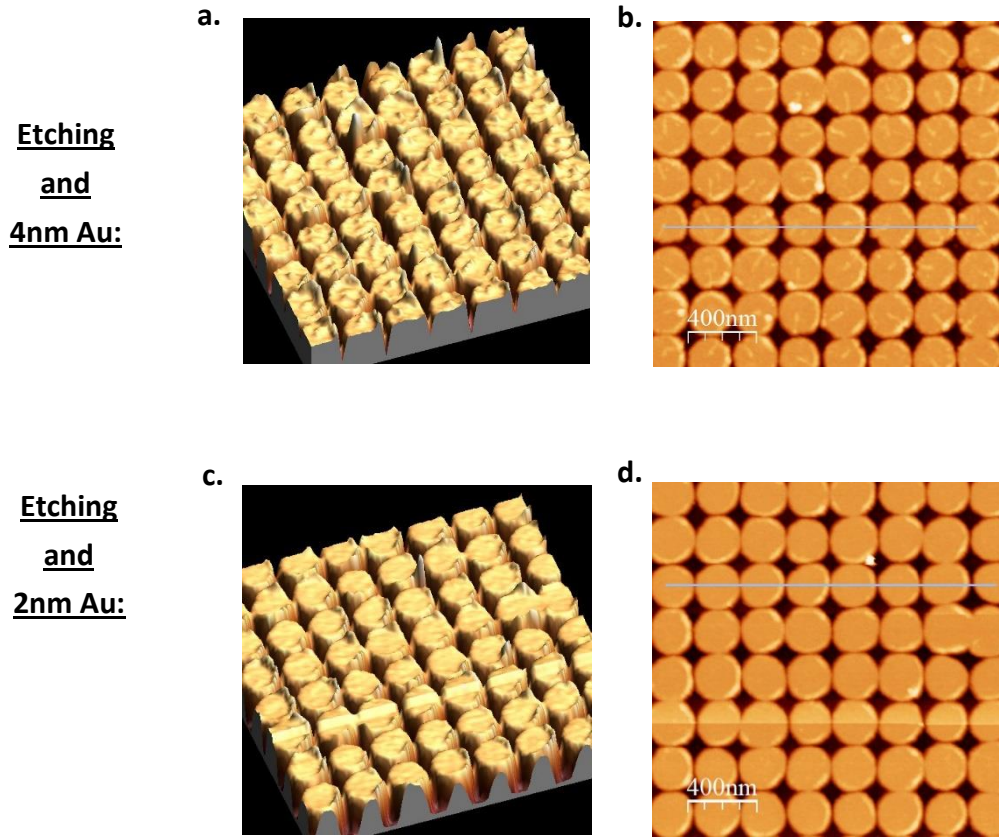 a.
b.
Etching
and
4nm Au:
400nm
c.
d.
Etching
and
2nm Au:
400nm